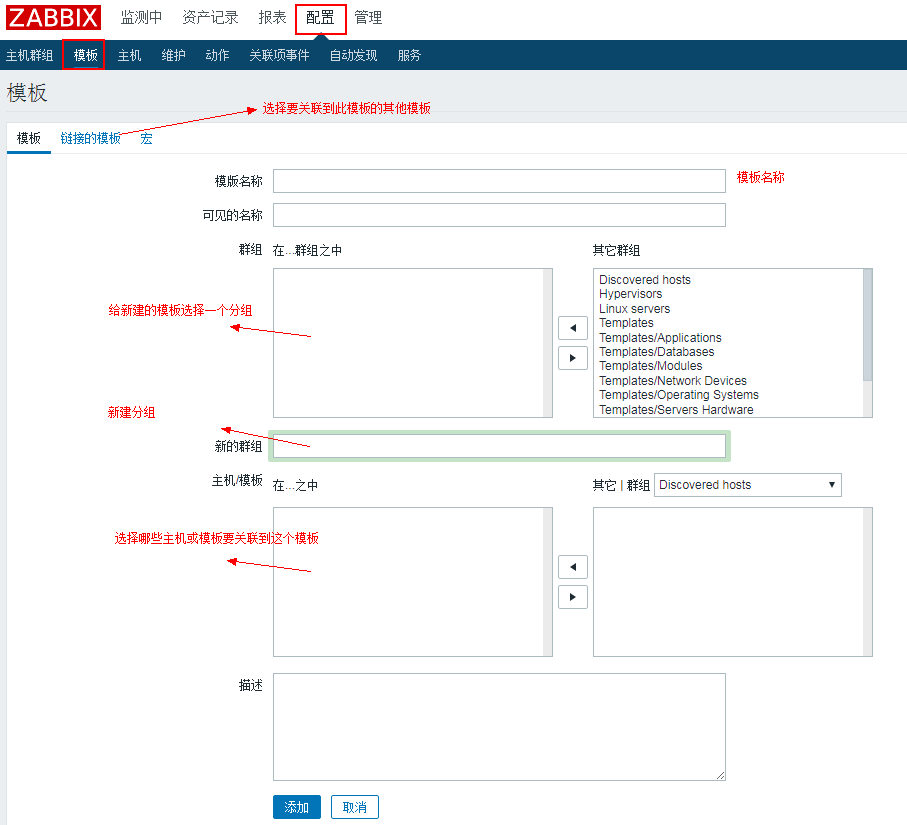 ZABBIX 监测中 资产记录 报表 配置 管理
主机群组 模板 主机 维护 动作 关联项事件 自动发现 服务
模板
选择要关联到此模板的其他模板
模板 链接的模板 宏
模版名称 模板名称
可见的名称
群组 在...群组之中 其它群组
Discovered hosts
Hypervisors
Linux servers
给新建的模板选择一个分组
Templates
Templates/Applications
Templates/Databases
Templates/Modules
Templates/Network Devices
Templates/Operating Systems
Templates/Servers Hardware
新建分组
新的群组
主机/模板 在...之中 其它 | 群组 Discovered hosts
选择哪些主机或模板要关联到这个模板
描述
添加 取消